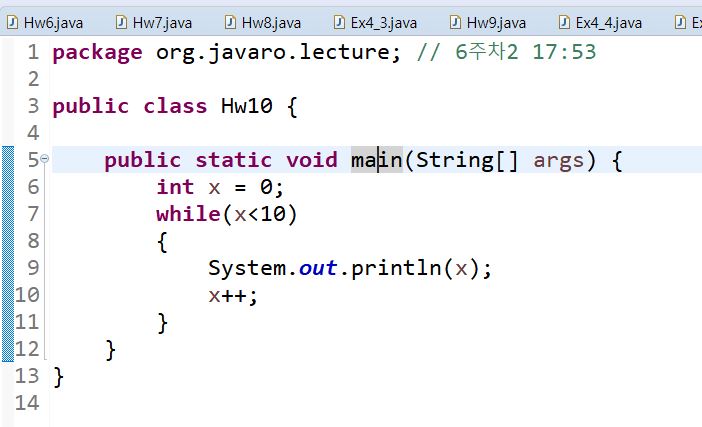 Hw6.java Hw7.java Hw8.java Ex4_3.java Hw9.java Ex4_4.java
1 package org.javaro.lecture; // 6주차2 17:53
2
3 public class Hw10 {
4
5 public static void main(String[] args) {
6 int x = 0;
7 while(x<10)
8 {
9 System.out.println(x);
10 x++;
11 }
12 }
13 }
14